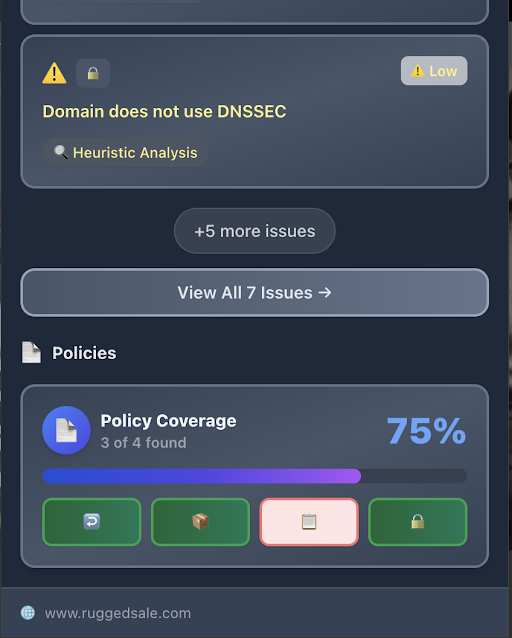 Low
Domain does not use DNSSEC
Heuristic Analysis
+5 more issues
View All 7 Issues →
Policies
Policy Coverage
3 of 4 found
75%
www.ruggedsale.com